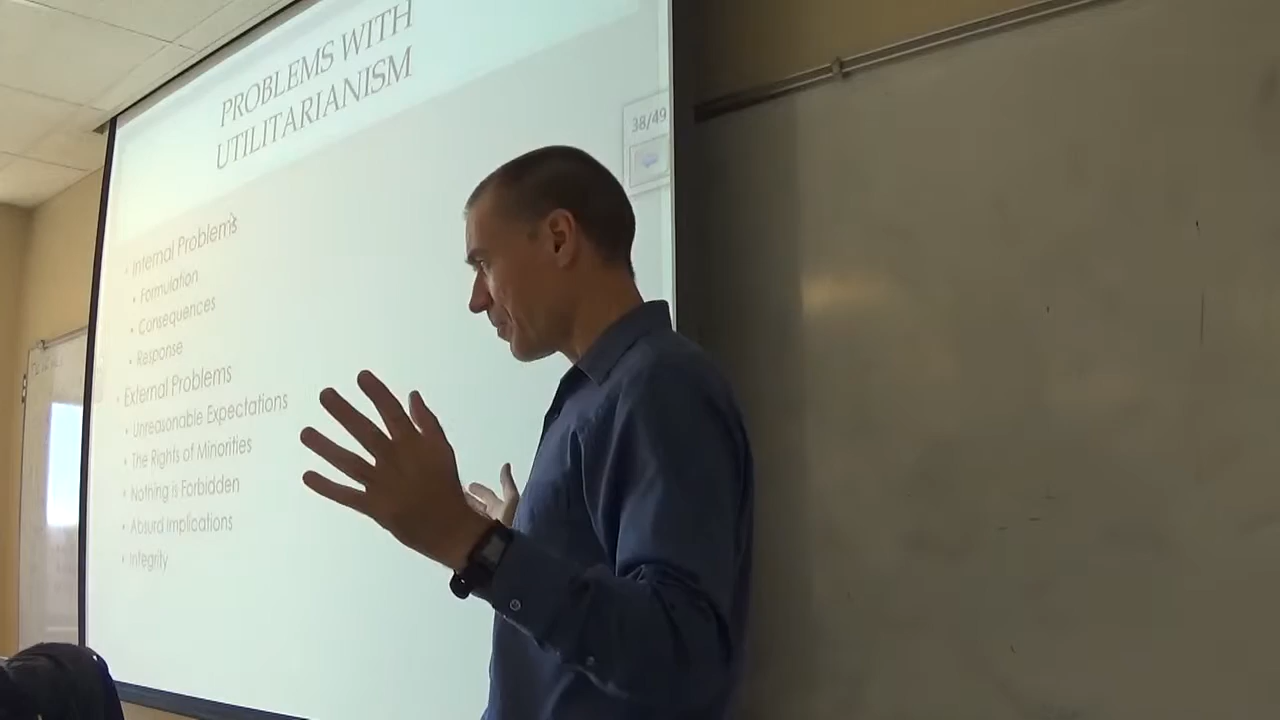 PROBLEMS WITH
UTILITARIANISM
38/49
Internal Problems
Formulation
Consequences
Response
External Problems
Unreasonable Expectations
The Rights of Minorities
Nothing is Forbidden
Absurd Implications
Integrity